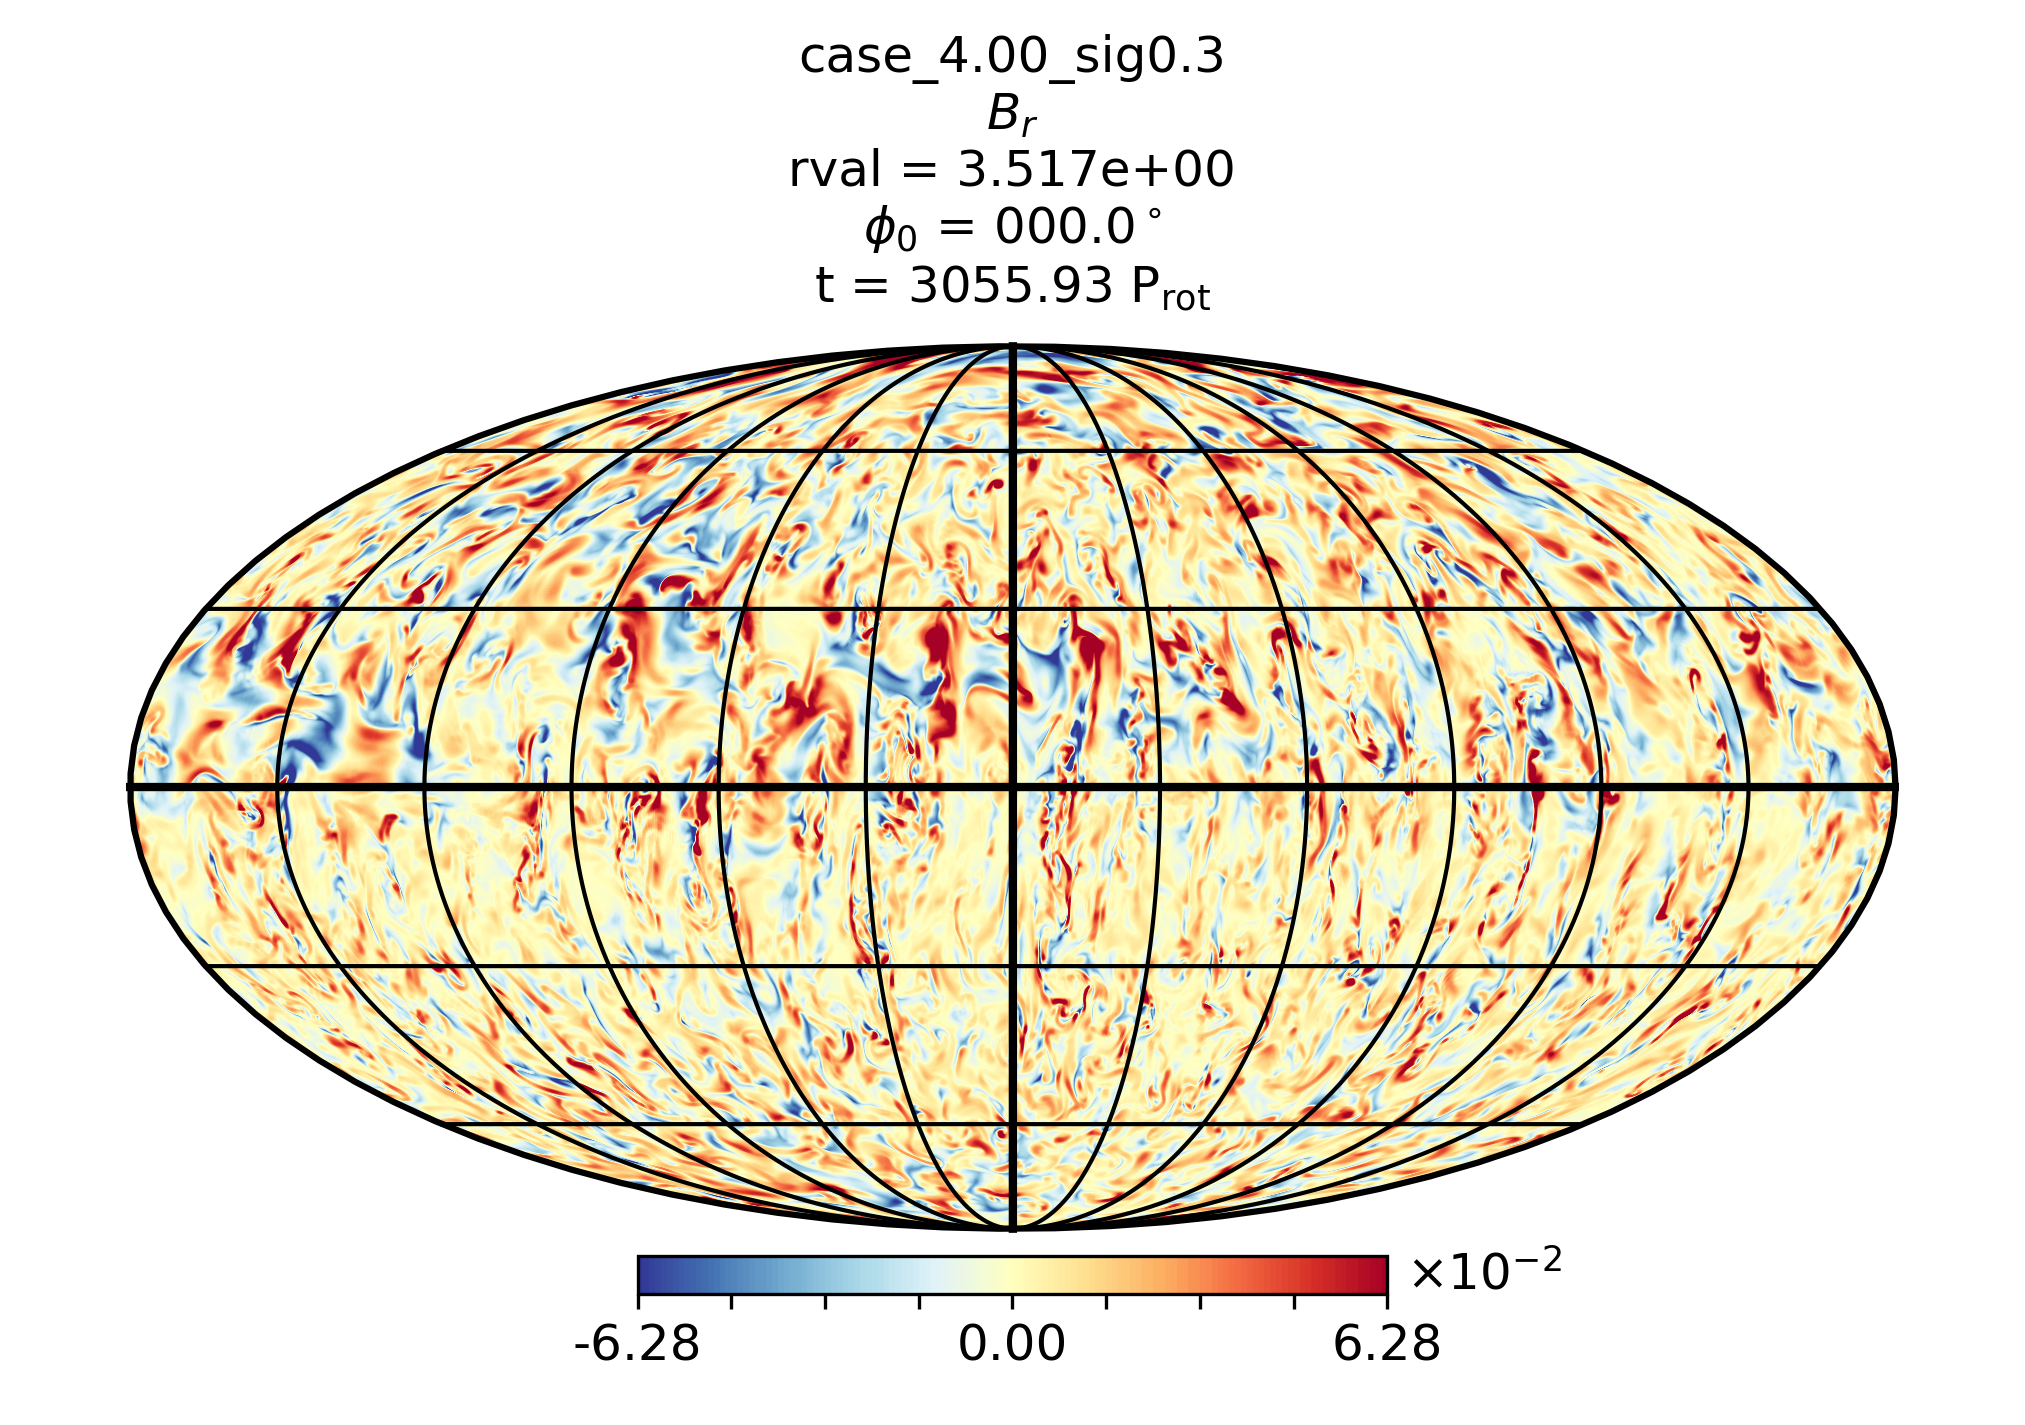 case_4.00_sig0.3
B_r
rval = 3.517e+00
ϕ_0 = 000.0°
t = 3055.93 P_rot
×10^−2
-6.28 0.00 6.28